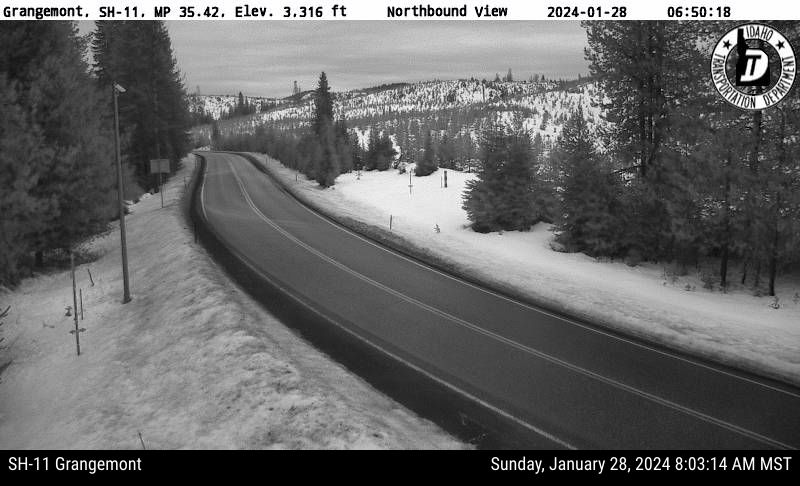 Grangemont, SH-11, MP 35.42, Elev. 3,316 ft Northbound View 2024-01-28 06:50:18
IDAHO
TRANSPORTATION DEPARTMENT
SH-11 Grangemont Sunday, January 28, 2024 8:03:14 AM MST